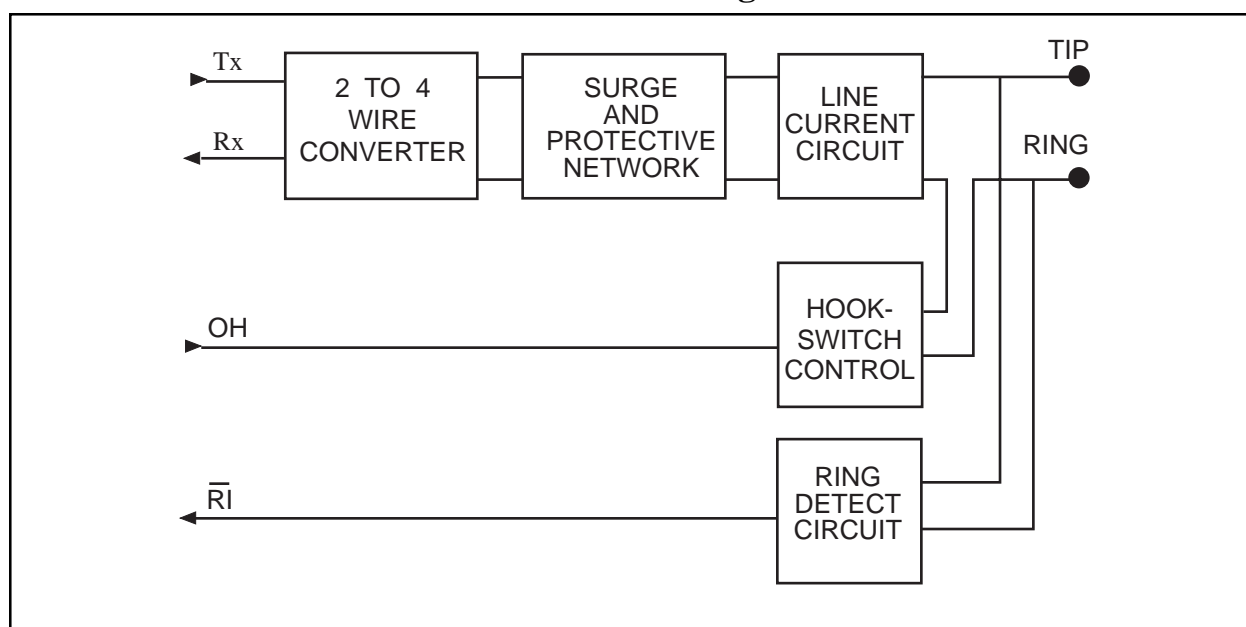 Tx
Rx
2 TO 4
WIRE
CONVERTER
SURGE
AND
PROTECTIVE
NETWORK
LINE
CURRENT
CIRCUIT
TIP
RING
OH
HOOK-
SWITCH
CONTROL
R̅I
RING
DETECT
CIRCUIT